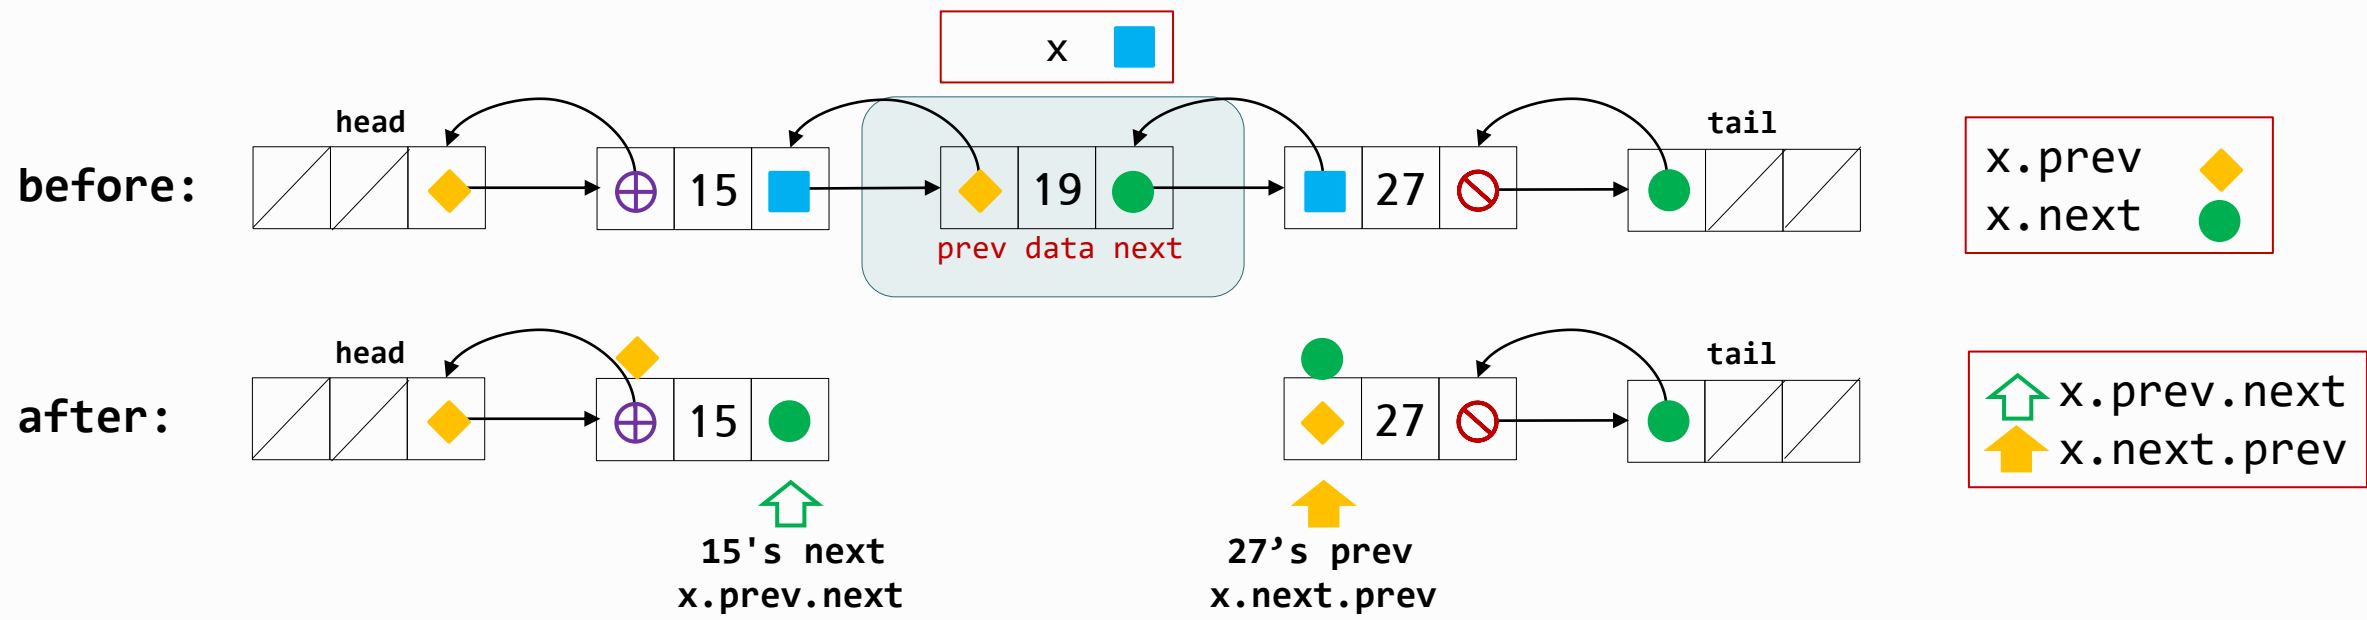 x
head
tail
before:
15
19
27
prev data next
x.prev
x.next
head
tail
after:
15
27
x.prev.next
x.next.prev
15's next
x.prev.next
27’s prev
x.next.prev